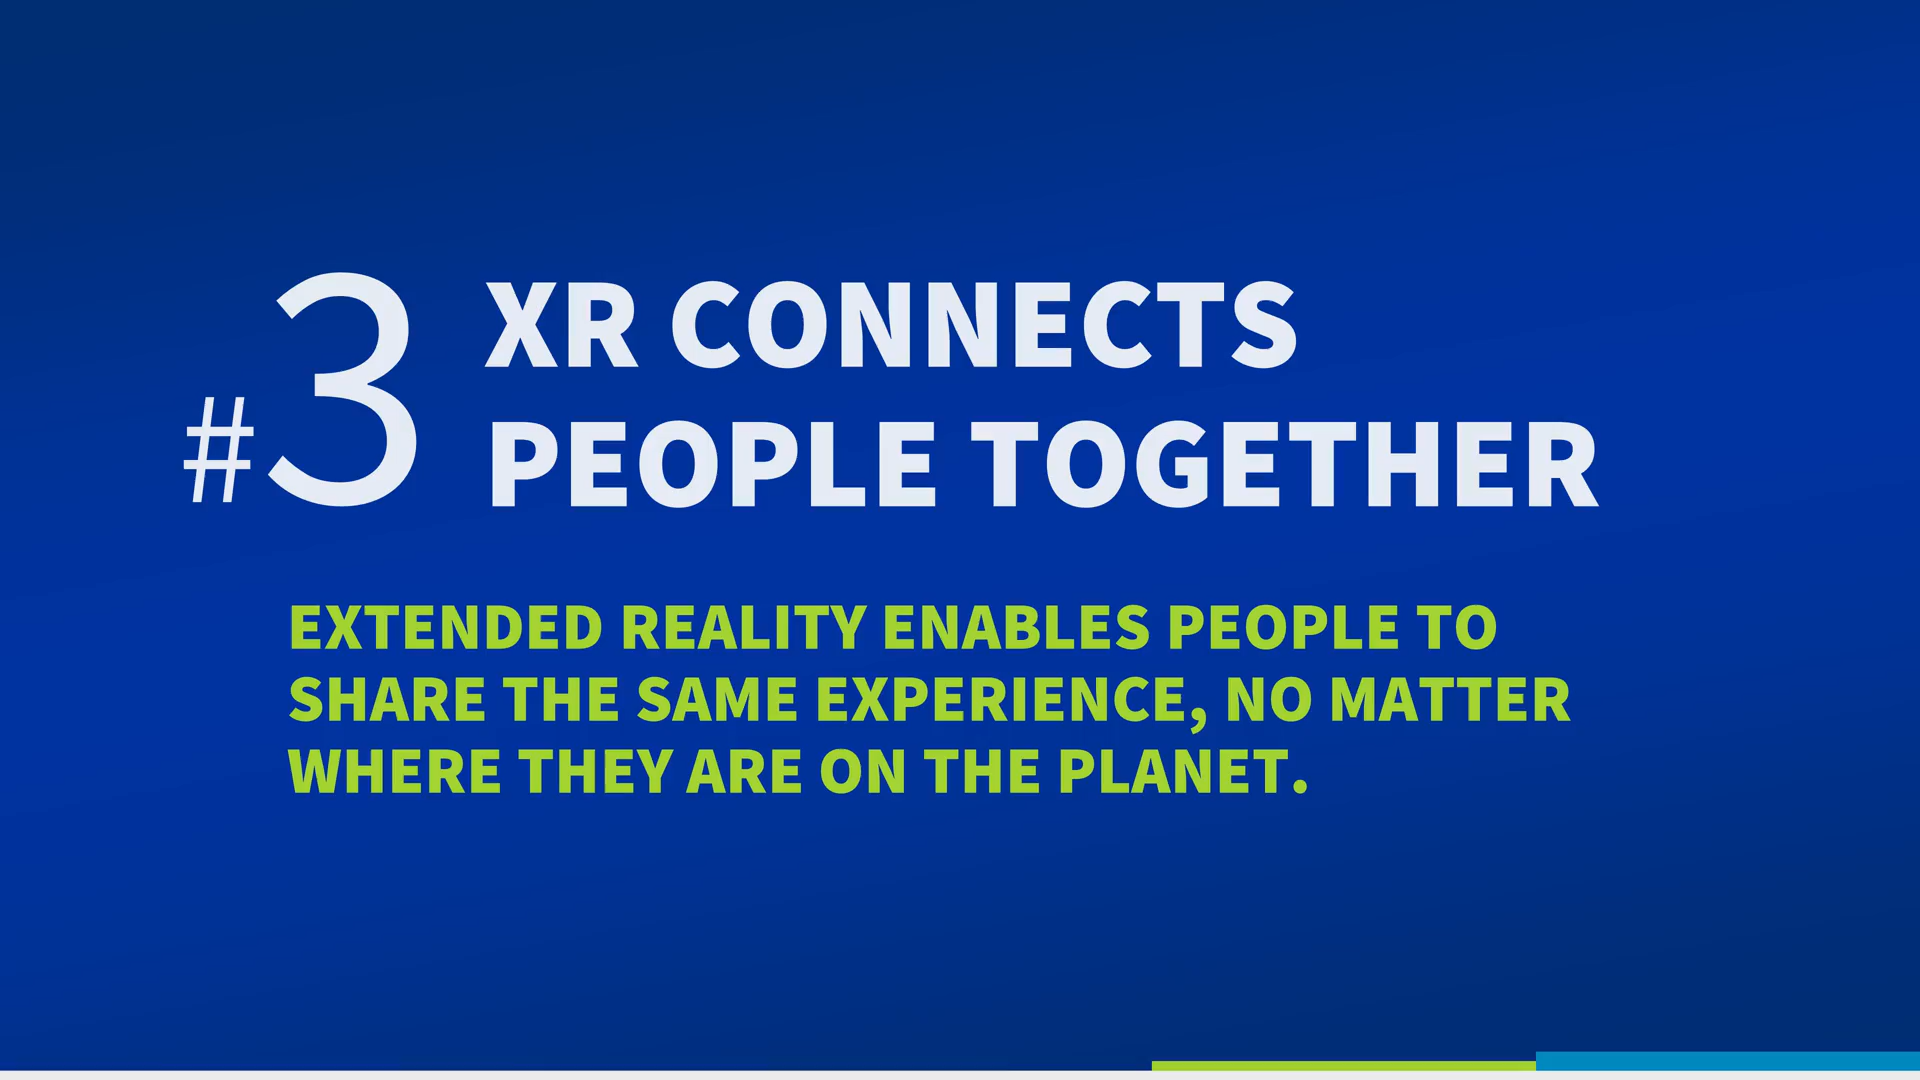 #3 XR CONNECTS
PEOPLE TOGETHER
EXTENDED REALITY ENABLES PEOPLE TO
SHARE THE SAME EXPERIENCE, NO MATTER
WHERE THEY ARE ON THE PLANET.